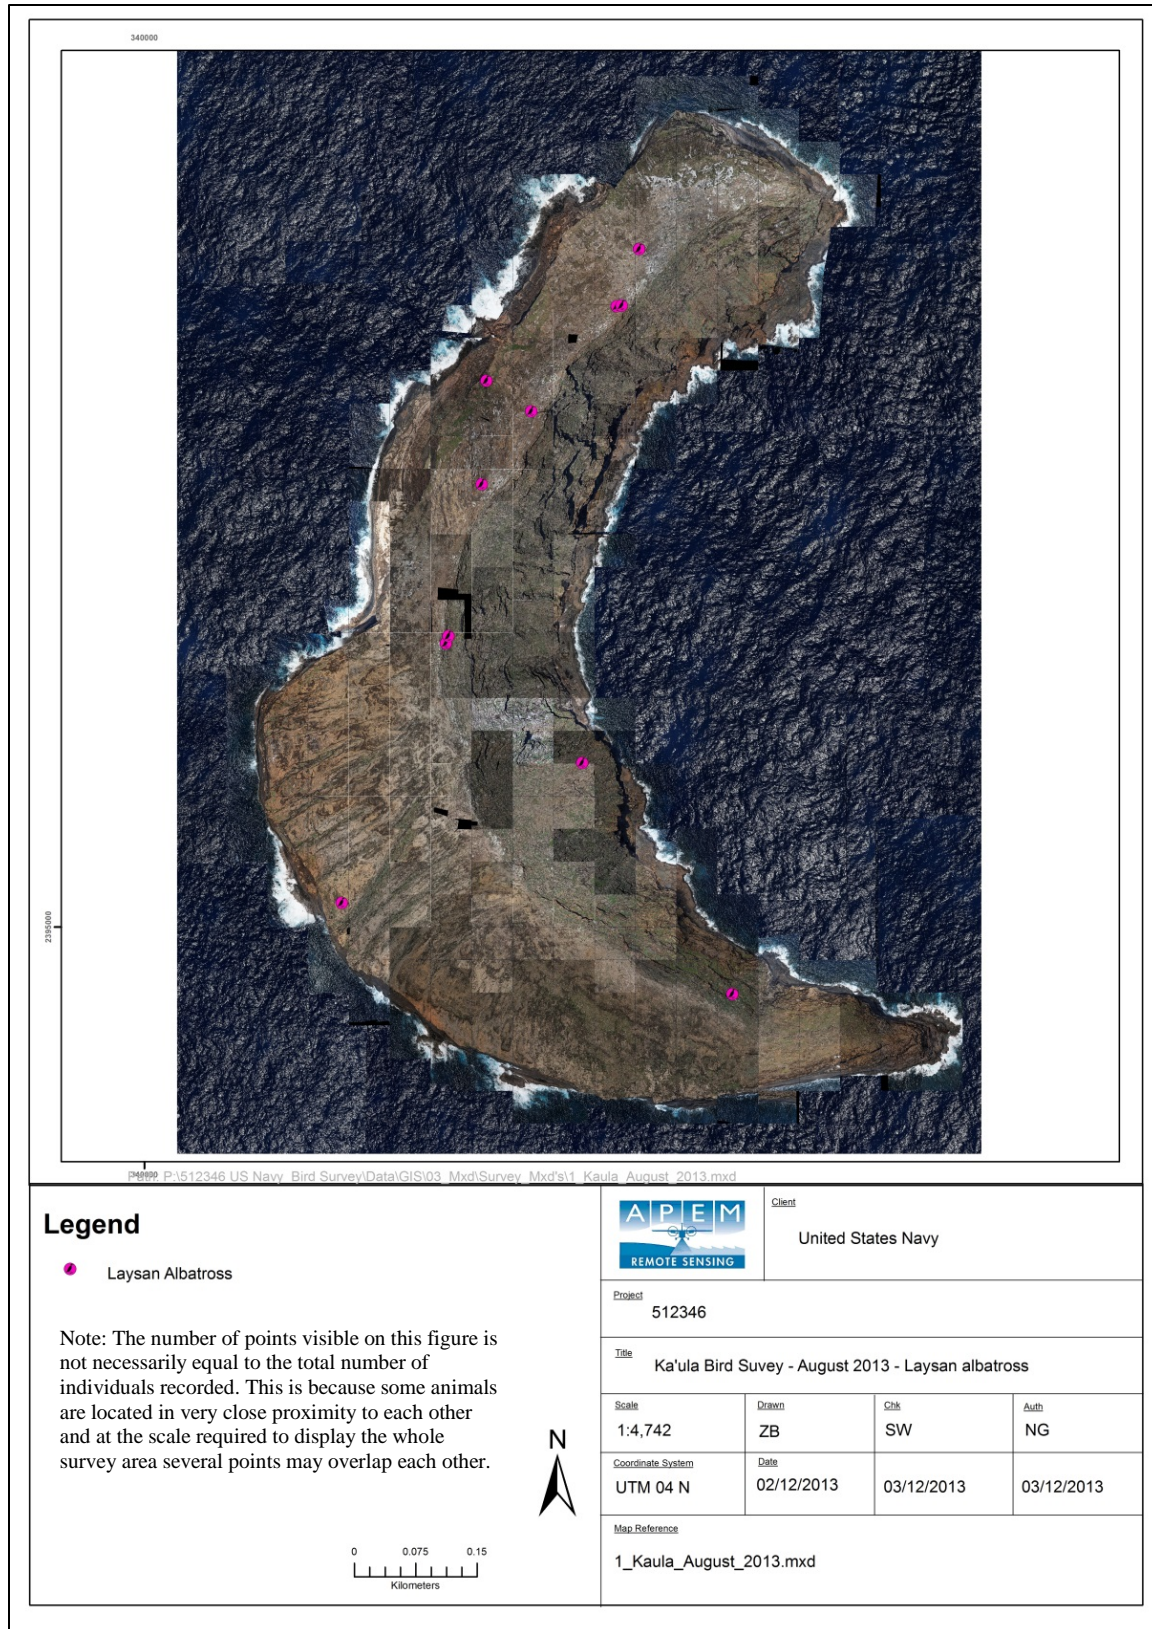 340000
2395000
340000
Path: P:\512346 US Navy_Bird Survey\Data\GIS\03_Mxd\Survey_Mxd's\1_Kaula_August_2013.mxd
Legend
Laysan Albatross
Note: The number of points visible on this figure is
not necessarily equal to the total number of
individuals recorded. This is because some animals
are located in very close proximity to each other
and at the scale required to display the whole
survey area several points may overlap each other.
N
0 0.075 0.15
Kilometers
APEM
REMOTE SENSING
Client
United States Navy
Project
512346
Title
Ka'ula Bird Suvey - August 2013 - Laysan albatross
Scale
1:4,742
Drawn
ZB
Chk
SW
Auth
NG
Coordinate System
UTM 04 N
Date
02/12/2013
03/12/2013
03/12/2013
Map Reference
1_Kaula_August_2013.mxd